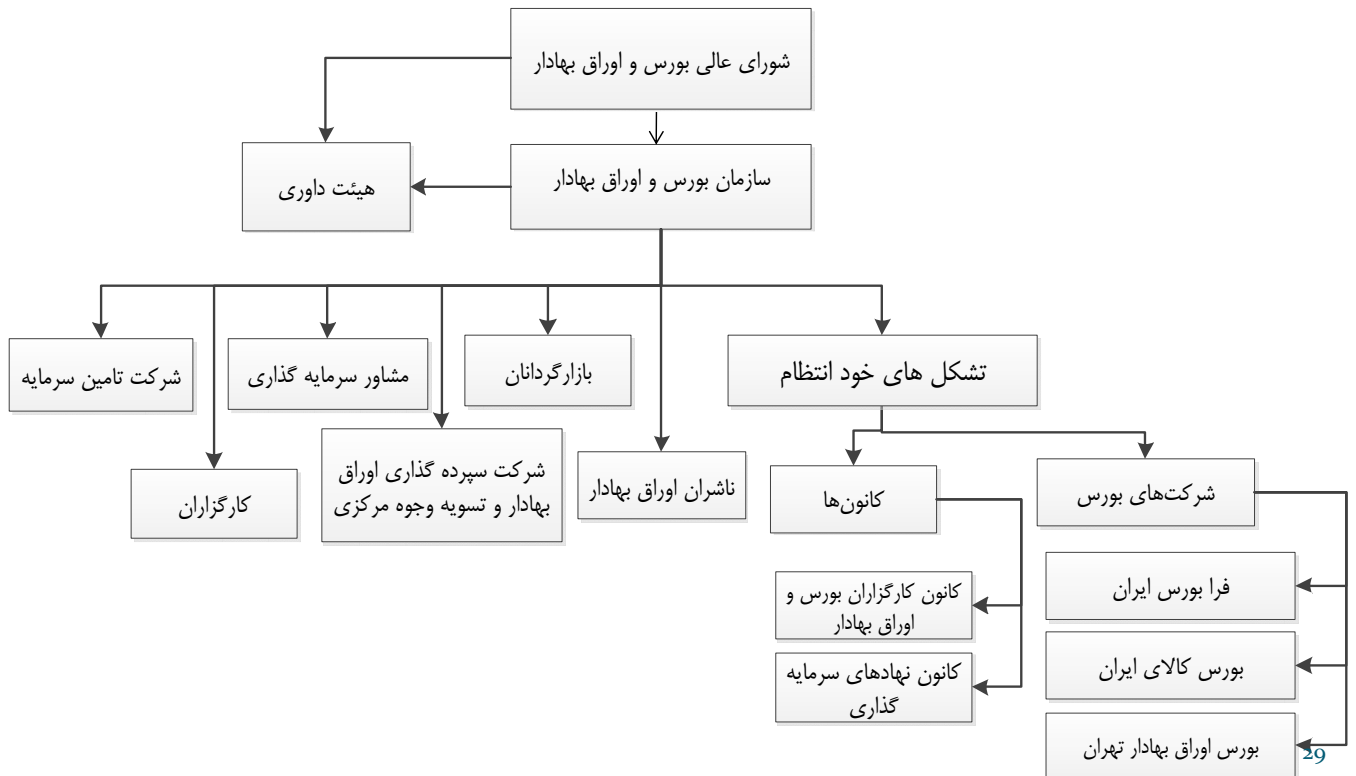 شورای عالی بورس و اوراق بهادار
هیئت داوری
سازمان بورس و اوراق بهادار
تشکل های خود انتظام
بازارگردانان
مشاور سرمایه گذاری
شرکت تامین سرمایه
ناشران اوراق بهادار
شرکت سپرده گذاری اوراق
بهادار و تسویه وجوه مرکزی
کارگزاران
شرکت‌های بورس
کانون‌ها
فرا بورس ایران
بورس کالای ایران
بورس اوراق بهادار تهران
کانون کارگزاران بورس و
اوراق بهادار
کانون نهادهای سرمایه
گذاری
29